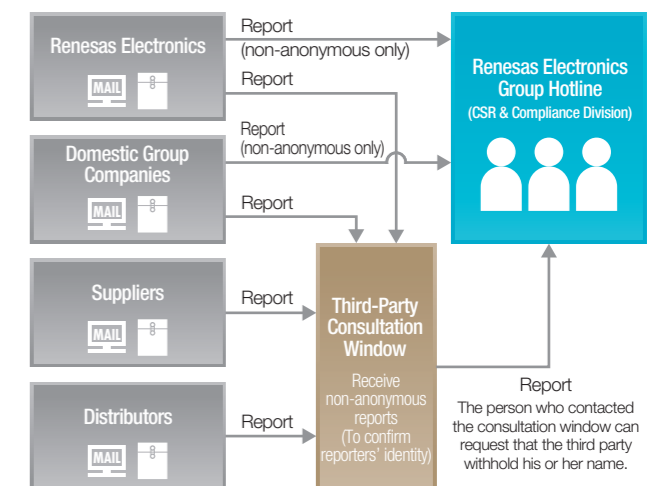 Renesas Electronics
MAIL
Report
(non-anonymous only)
Report
Domestic Group
Companies
MAIL
Report
(non-anonymous only)
Report
Suppliers
MAIL
Report
Distributors
MAIL
Report
Third-Party
Consultation
Window
Receive
non-anonymous
reports
(To confirm
reporters' identity)
Renesas Electronics
Group Hotline
(CSR & Compliance Division)
Report
The person who contacted
the consultation window can
request that the third party
withhold his or her name.